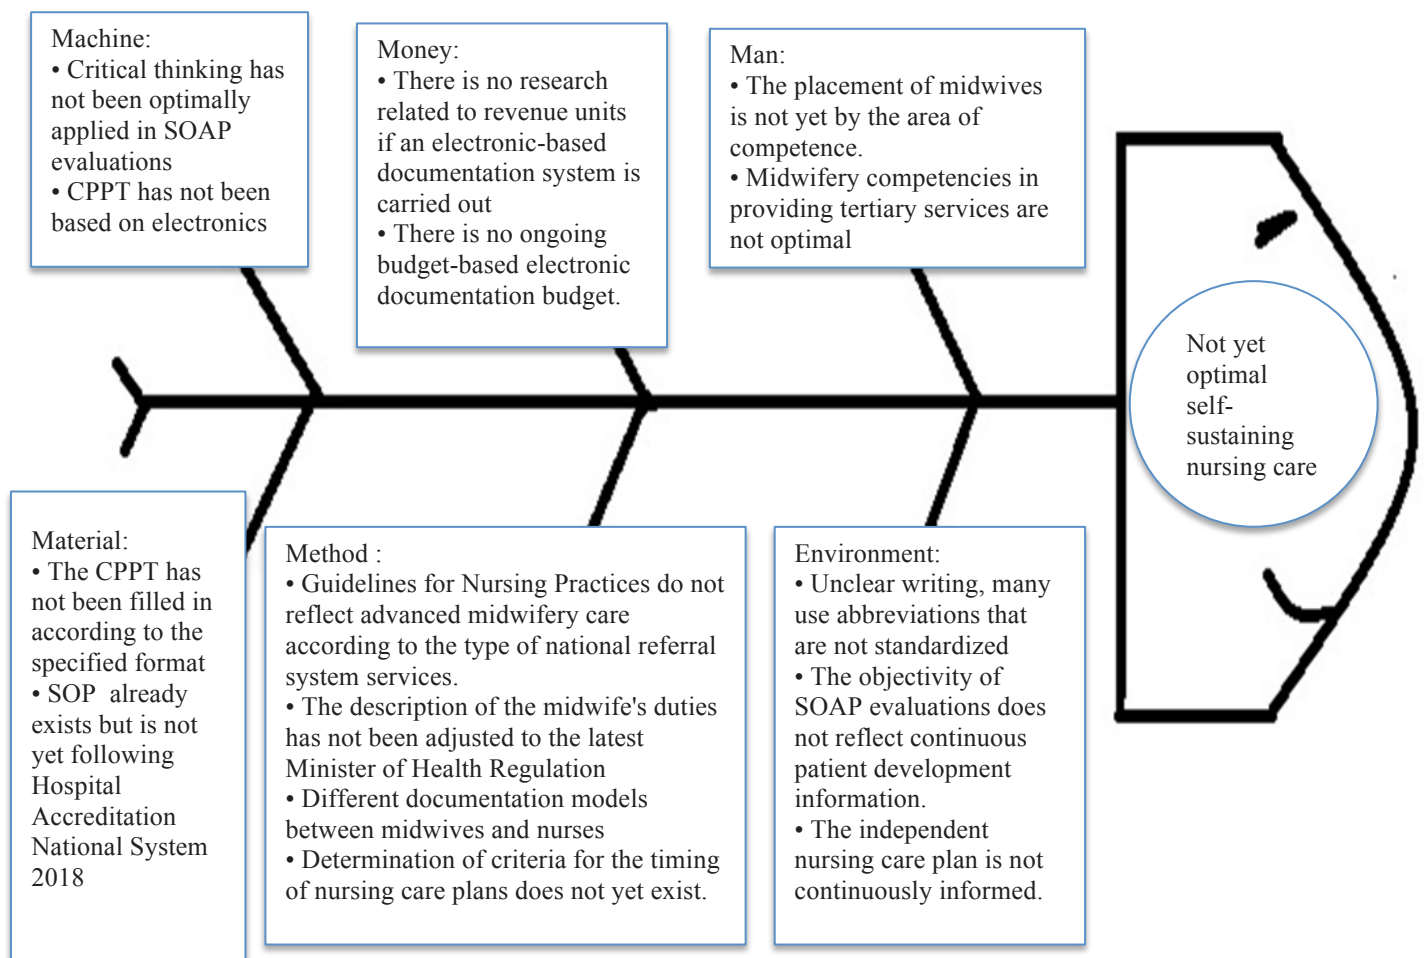 Machine:
• Critical thinking has
not been optimally
applied in SOAP
evaluations
• CPPT has not been
based on electronics
Money:
• There is no research
related to revenue units
if an electronic-based
documentation system is
carried out
• There is no ongoing
budget-based electronic
documentation budget.
Man:
• The placement of midwives
is not yet by the area of
competence.
• Midwifery competencies in
providing tertiary services are
not optimal
Not yet
optimal
self-
sustaining
nursing care
Material:
• The CPPT has
not been filled in
according to the
specified format
• SOP already
exists but is not
yet following
Hospital
Accreditation
National System
2018
Method :
• Guidelines for Nursing Practices do not
reflect advanced midwifery care
according to the type of national referral
system services.
• The description of the midwife's duties
has not been adjusted to the latest
Minister of Health Regulation
• Different documentation models
between midwives and nurses
• Determination of criteria for the timing
of nursing care plans does not yet exist.
Environment:
• Unclear writing, many
use abbreviations that
are not standardized
• The objectivity of
SOAP evaluations does
not reflect continuous
patient development
information.
• The independent
nursing care plan is not
continuously informed.